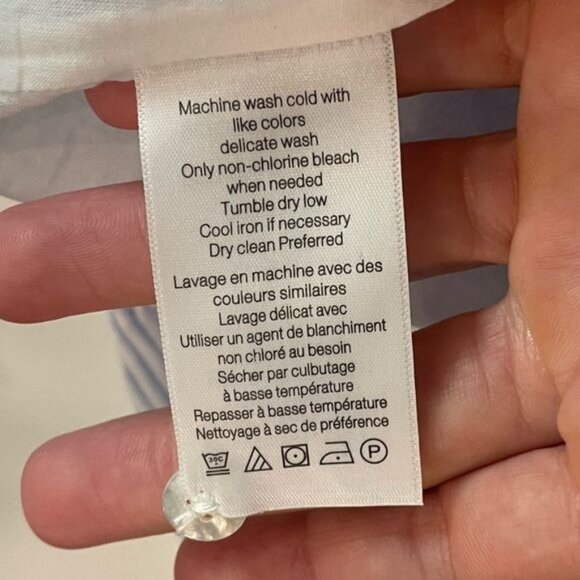 Machine wash cold with
like colors
delicate wash
Only non-chlorine bleach
when needed
Tumble dry low
Cool iron if necessary
Dry clean Preferred
Lavage en machine avec des
couleurs similaires
Lavage délicat avec
Utiliser un agent de blanchiment
non chloré au besoin
Sécher par culbutage
à basse température
Repasser à basse température
Nettoyage à sec de préférence
30C P